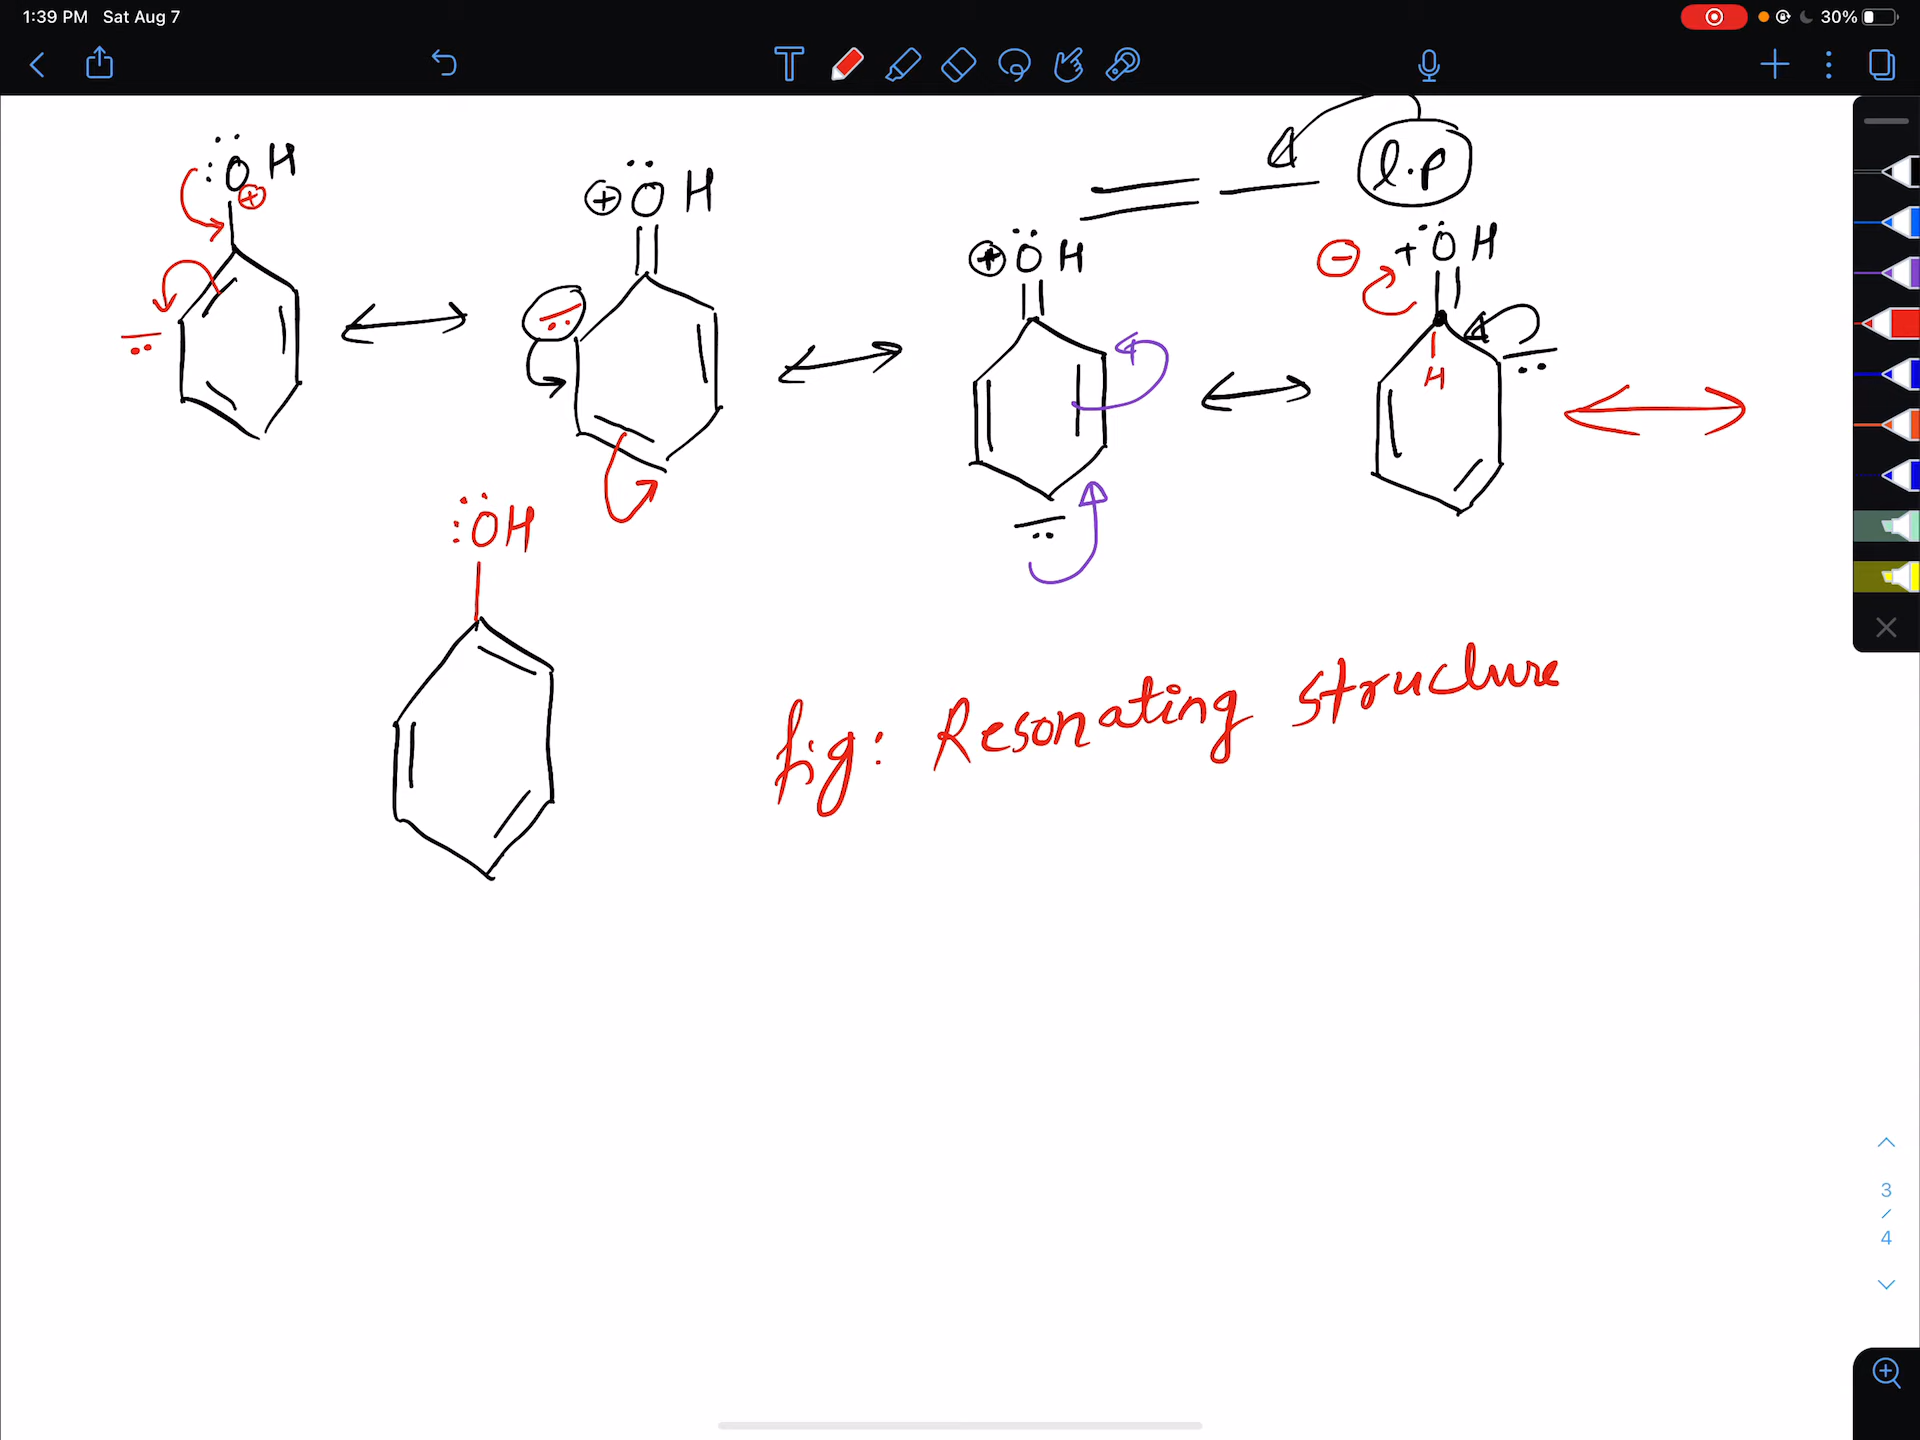 1:39 PM Sat Aug 7
30%
T
OH
⊕
⊕ OH
l.p
⊕ OH
⊖ + OH
H
:OH
fig: Resonating structure
3
/
4